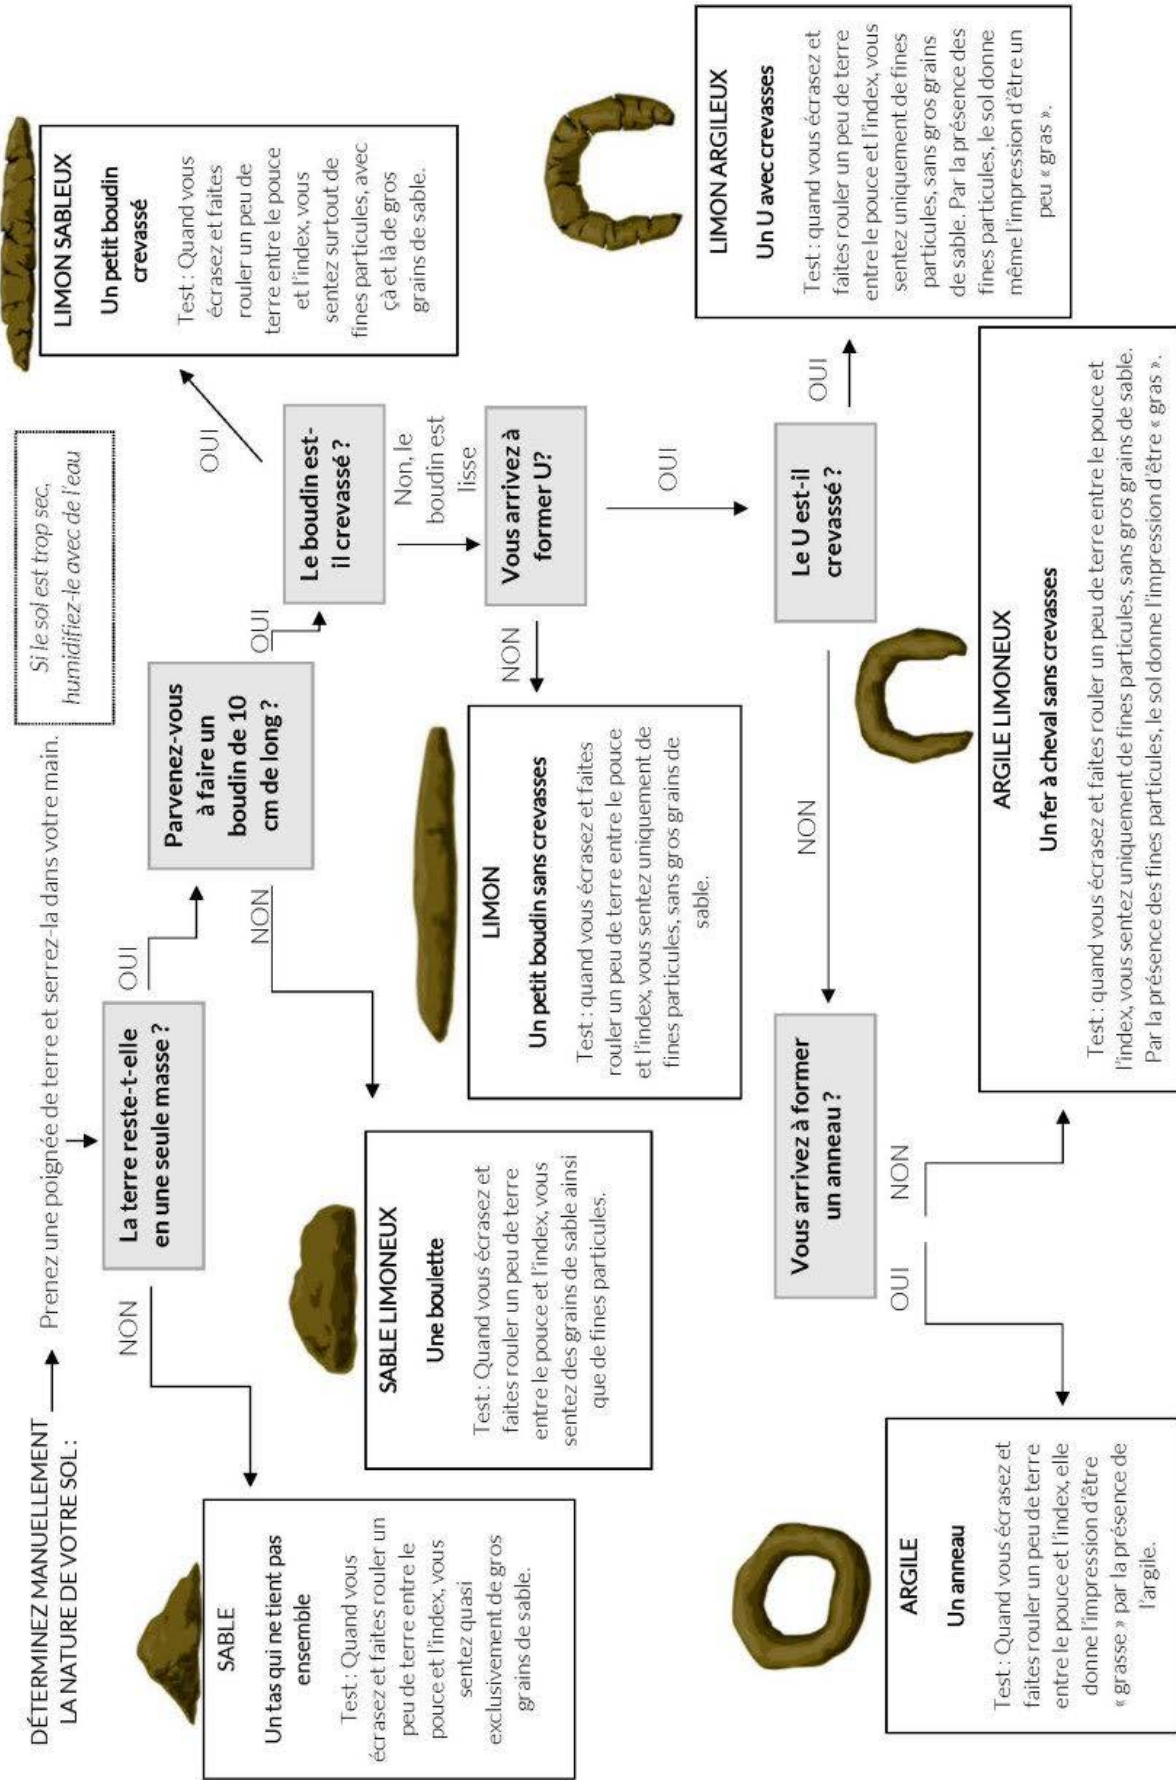 DÉTERMINEZ MANUELLEMENT
LA NATURE DE VOTRE SOL :
Prenez une poignée de terre et serrez-la dans votre main.
Si le sol est trop sec,
humidifiez-le avec de l'eau
La terre reste-t-elle
en une seule masse ?
NON
OUI
SABLE
Un tas qui ne tient pas
ensemble
Test : Quand vous
écrasez et faites rouler un
peu de terre entre le
pouce et l'index, vous
sentez quasi
exclusivement de gros
grains de sable.
Parvenez-vous
à faire un
boudin de 10
cm de long ?
NON
OUI
SABLE LIMONEUX
Une boulette
Test : Quand vous écrasez et
faites rouler un peu de terre
entre le pouce et l'index, vous
sentez des grains de sable ainsi
que de fines particules.
Le boudin est-
il crevassé ?
OUI
LIMON SABLEUX
Un petit boudin
crevassé
Test : Quand vous
écrasez et faites
rouler un peu de
terre entre le pouce
et l'index, vous
sentez surtout de
fines particules, avec
çà et là de gros
grains de sable.
Non, le
boudin est
lisse
Vous arrivez à
former U?
NON
OUI
LIMON
Un petit boudin sans crevasses
Test : quand vous écrasez et faites
rouler un peu de terre entre le pouce
et l'index, vous sentez uniquement de
fines particules, sans gros grains de
sable.
Le U est-il
crevassé ?
OUI
NON
LIMON ARGILEUX
Un U avec crevasses
Test : quand vous écrasez et
faites rouler un peu de terre
entre le pouce et l'index, vous
sentez uniquement de fines
particules, sans gros grains
de sable. Par la présence des
fines particules, le sol donne
même l'impression d'être un
peu « gras ».
Vous arrivez à former
un anneau ?
OUI
NON
ARGILE
Un anneau
Test : Quand vous écrasez et
faites rouler un peu de terre
entre le pouce et l'index, elle
donne l'impression d'être
« grasse » par la présence de
l'argile.
ARGILE LIMONEUX
Un fer à cheval sans crevasses
Test : quand vous écrasez et faites rouler un peu de terre entre le pouce et
l'index, vous sentez uniquement de fines particules, sans gros grains de sable.
Par la présence des fines particules, le sol donne l'impression d'être « gras ».